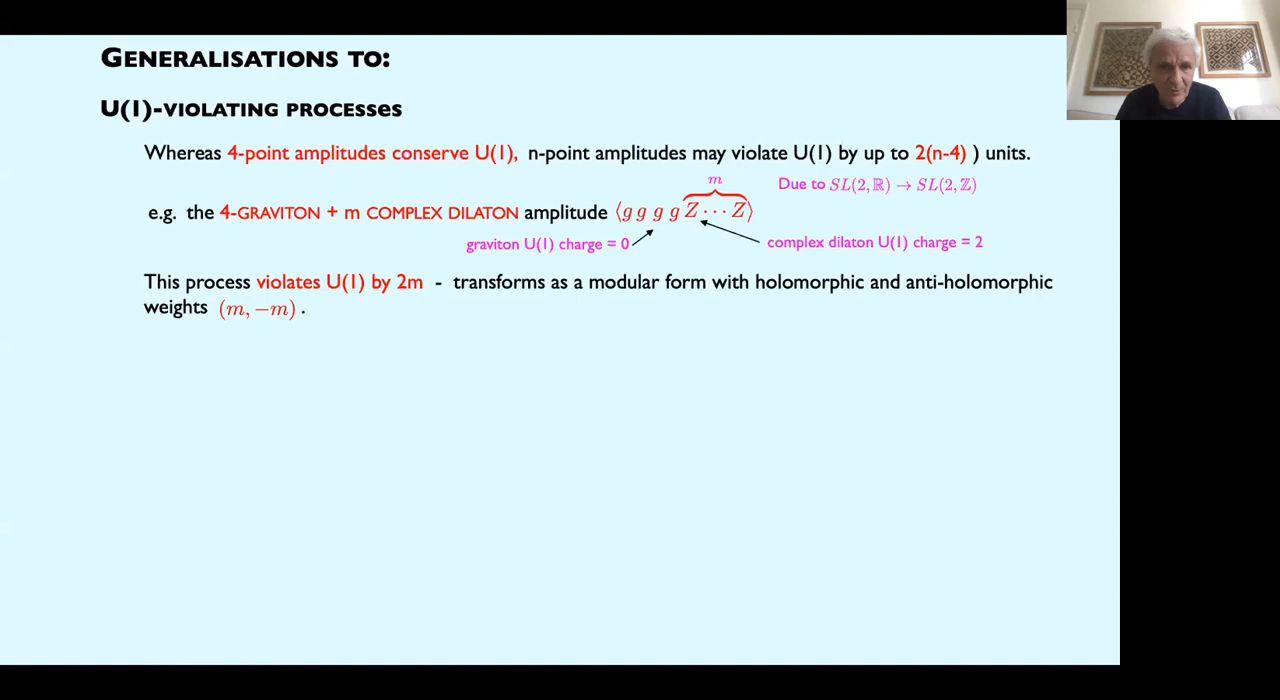 GENERALISATIONS TO:
U(1)-VIOLATING PROCESSES
Whereas 4-point amplitudes conserve U(1), n-point amplitudes may violate U(1) by up to 2(n-4) ) units.
m
Due to SL(2,ℝ) → SL(2,ℤ)
e.g. the 4-GRAVITON + m COMPLEX DILATON amplitude ⟨g g g g Z ··· Z⟩
graviton U(1) charge = 0
complex dilaton U(1) charge = 2
This process violates U(1) by 2m - transforms as a modular form with holomorphic and anti-holomorphic
weights (m, −m) .